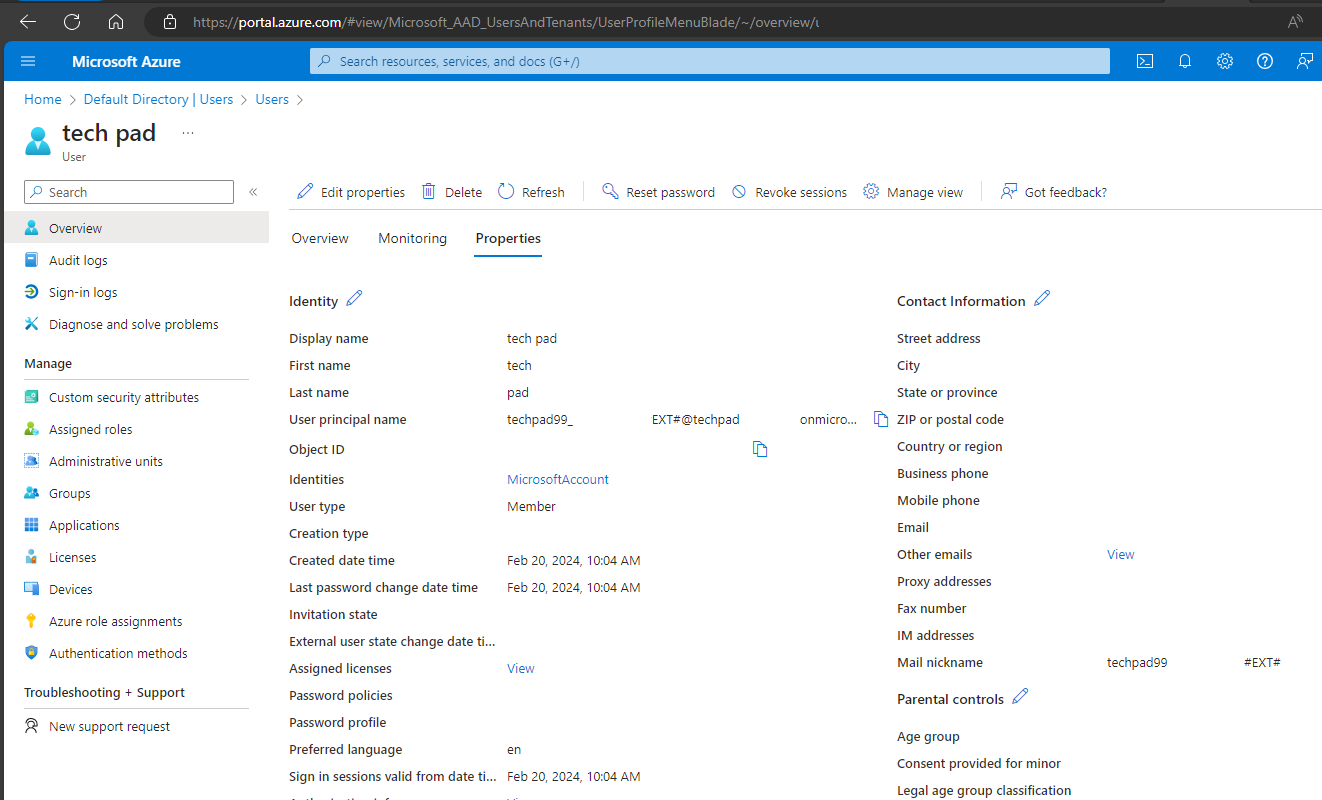 https://portal.azure.com/#view/Microsoft_AAD_UsersAndTenants/UserProfileMenuBlade/~/overview/u
Microsoft Azure
Search resources, services, and docs (G+/)
Home > Default Directory | Users > Users >
tech pad ...
User
Search
«
Edit properties Delete Refresh Reset password Revoke sessions Manage view Got feedback?
Overview
Audit logs
Sign-in logs
Diagnose and solve problems
Manage
Custom security attributes
Assigned roles
Administrative units
Groups
Applications
Licenses
Devices
Azure role assignments
Authentication methods
Troubleshooting + Support
New support request
Overview Monitoring Properties
Identity
Display name tech pad
First name tech
Last name pad
User principal name techpad99_ EXT#@techpad onmicro...
Object ID
Identities MicrosoftAccount
User type Member
Creation type
Created date time Feb 20, 2024, 10:04 AM
Last password change date time Feb 20, 2024, 10:04 AM
Invitation state
External user state change date ti...
Assigned licenses View
Password policies
Password profile
Preferred language en
Sign in sessions valid from date ti... Feb 20, 2024, 10:04 AM
Contact Information
Street address
City
State or province
ZIP or postal code
Country or region
Business phone
Mobile phone
Email
Other emails View
Proxy addresses
Fax number
IM addresses
Mail nickname techpad99 #EXT#
Parental controls
Age group
Consent provided for minor
Legal age group classification